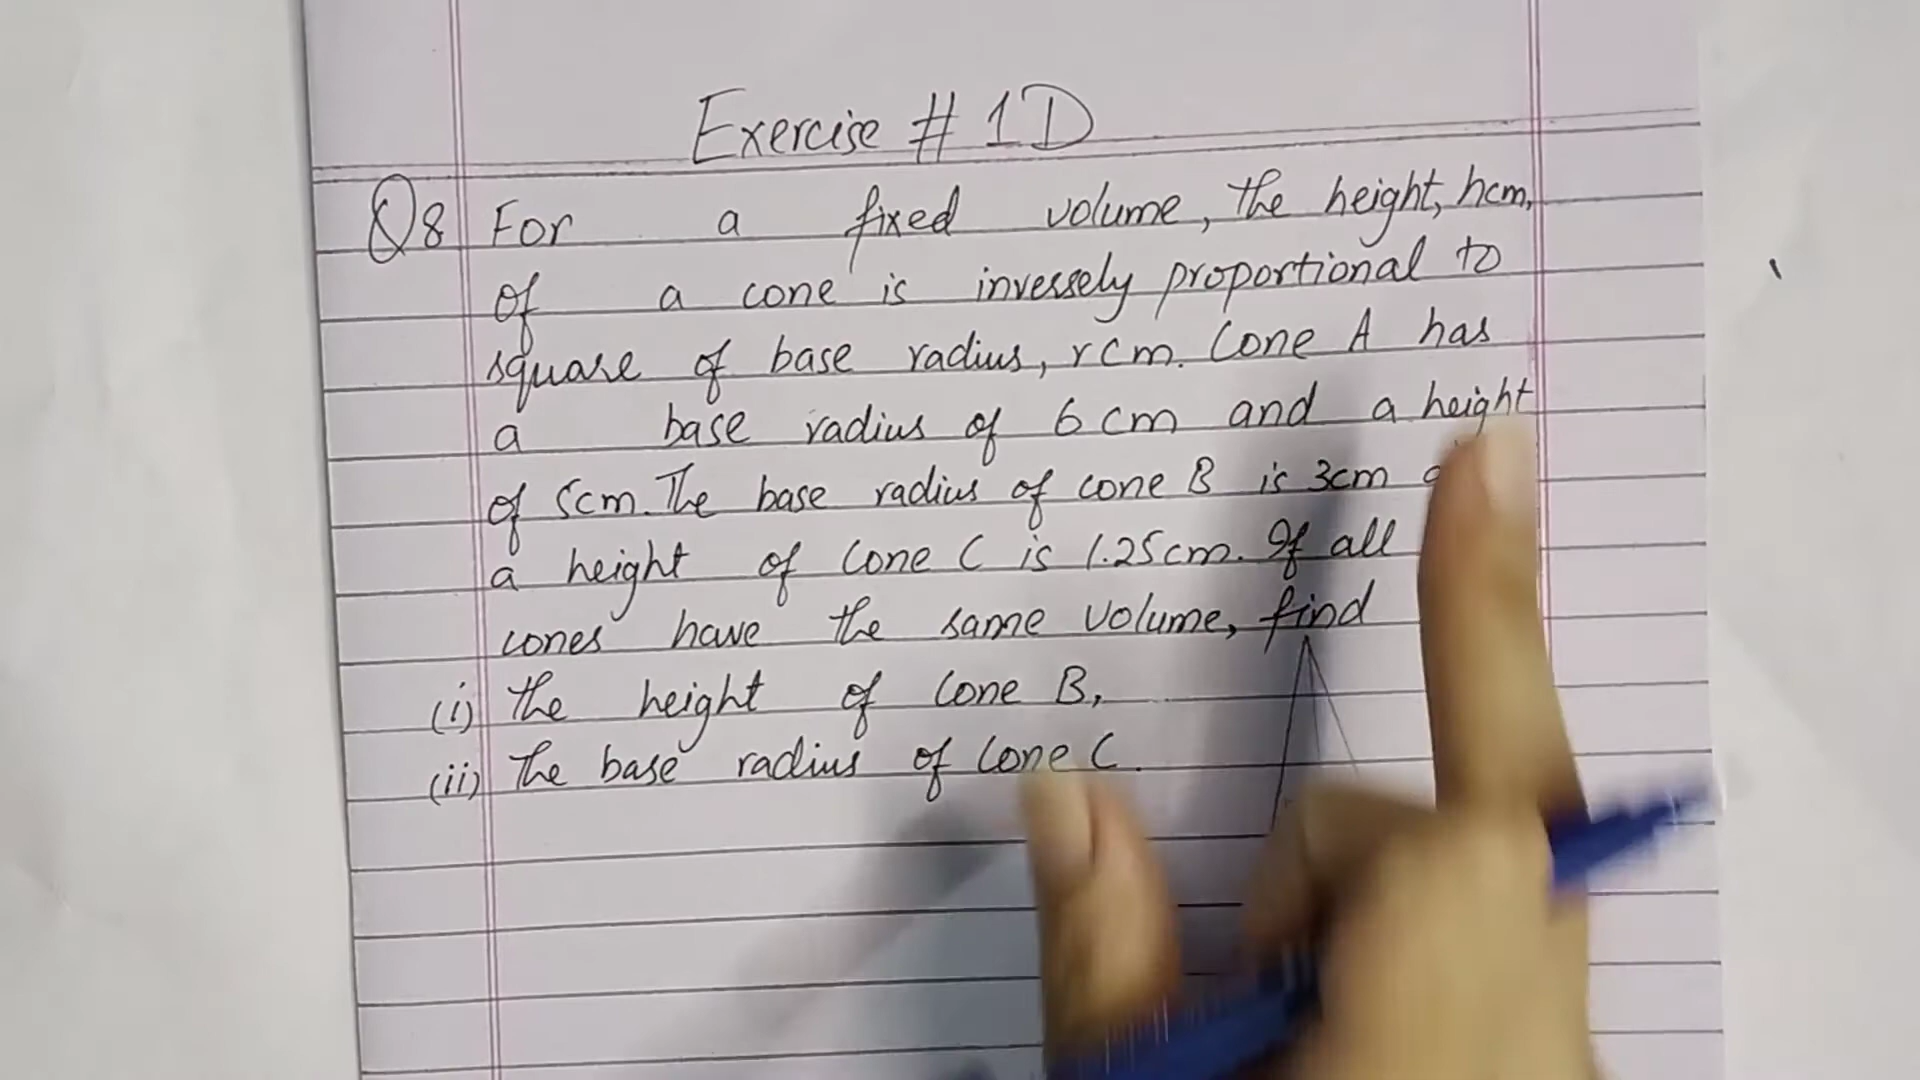 Exercise # 1D
Q8 For a fixed volume, the height, hcm,
of a cone is inversely proportional to
square of base radius, rcm. Cone A has
a base radius of 6 cm and a height
of 5cm. The base radius of cone B is 3cm
a height of Cone C is 1.25cm. If all
cones have the same volume, find
(i) the height of Cone B,
(ii) The base radius of Cone C.